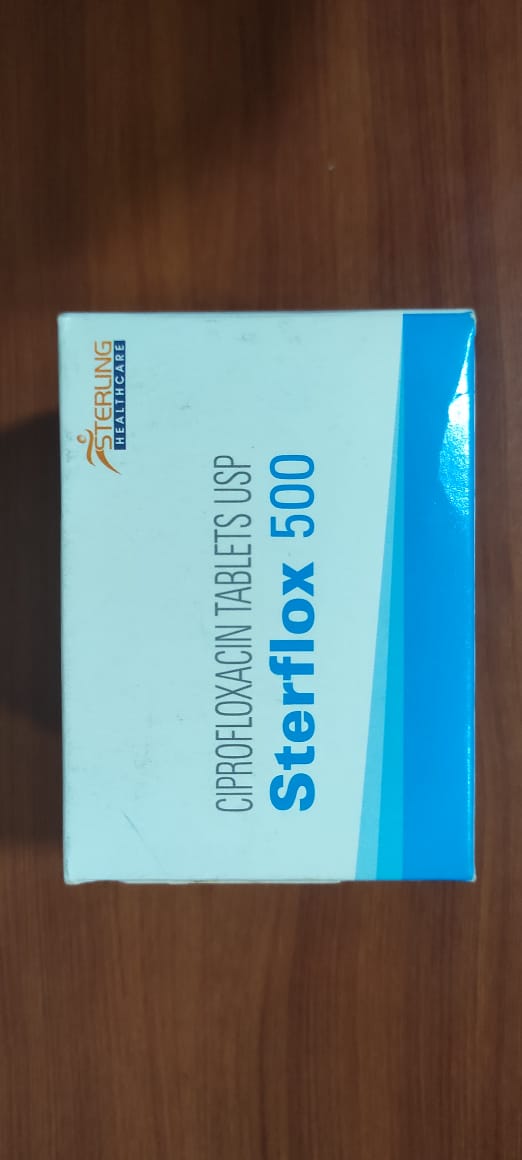 STERLING
HEALTHCARE
CIPROFLOXACIN TABLETS USP
Sterflox 500